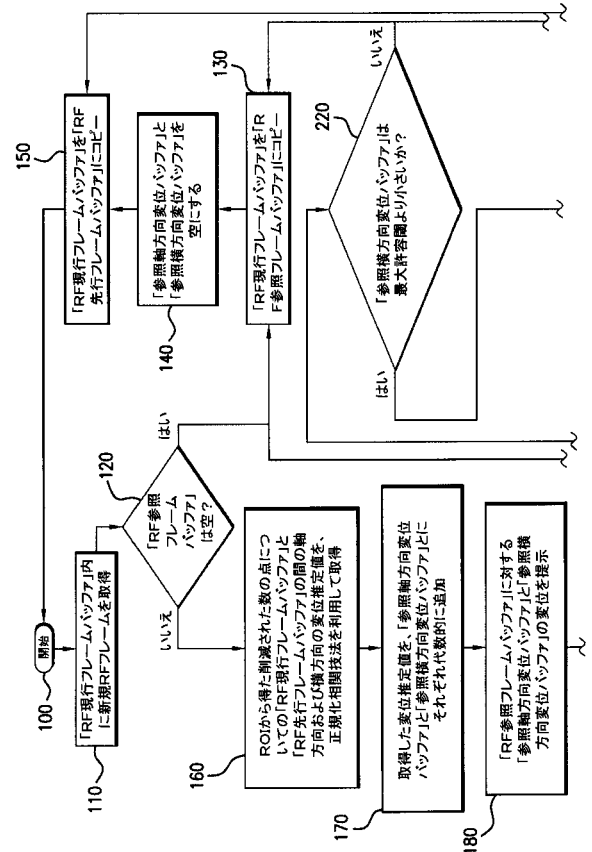 開始
100
「RF現行フレームバッファ」内
に新規RFフレームを取得
110
「RF参照
フレーム
バッファ」
は空？
120
はい
いいえ
ROIから得た削減された数の点につ
いての「RF現行フレームバッファ」と
「RF先行フレームバッファ」の間の軸
方向および横方向の変位推定値を、
正規化相関技法を利用して取得
160
取得した変位推定値を、「参照軸方向変位
バッファ」と「参照横方向変位バッファ」とに
それぞれ代数的に追加
170
「RF参照フレームバッファ」に対する
「参照軸方向変位バッファ」と「参照横
方向変位バッファ」の変位を提示
180
「RF現行フレームバッファ」を「RF
先行フレームバッファ」にコピー
150
「参照軸方向変位バッファ」と
「参照横方向変位バッファ」を
空にする
140
「RF現行フレームバッファ」を「R
F参照フレームバッファ」にコピー
130
「参照横方向変位バッファ」は
最大許容閾より小さいか？
220
はい
いいえ